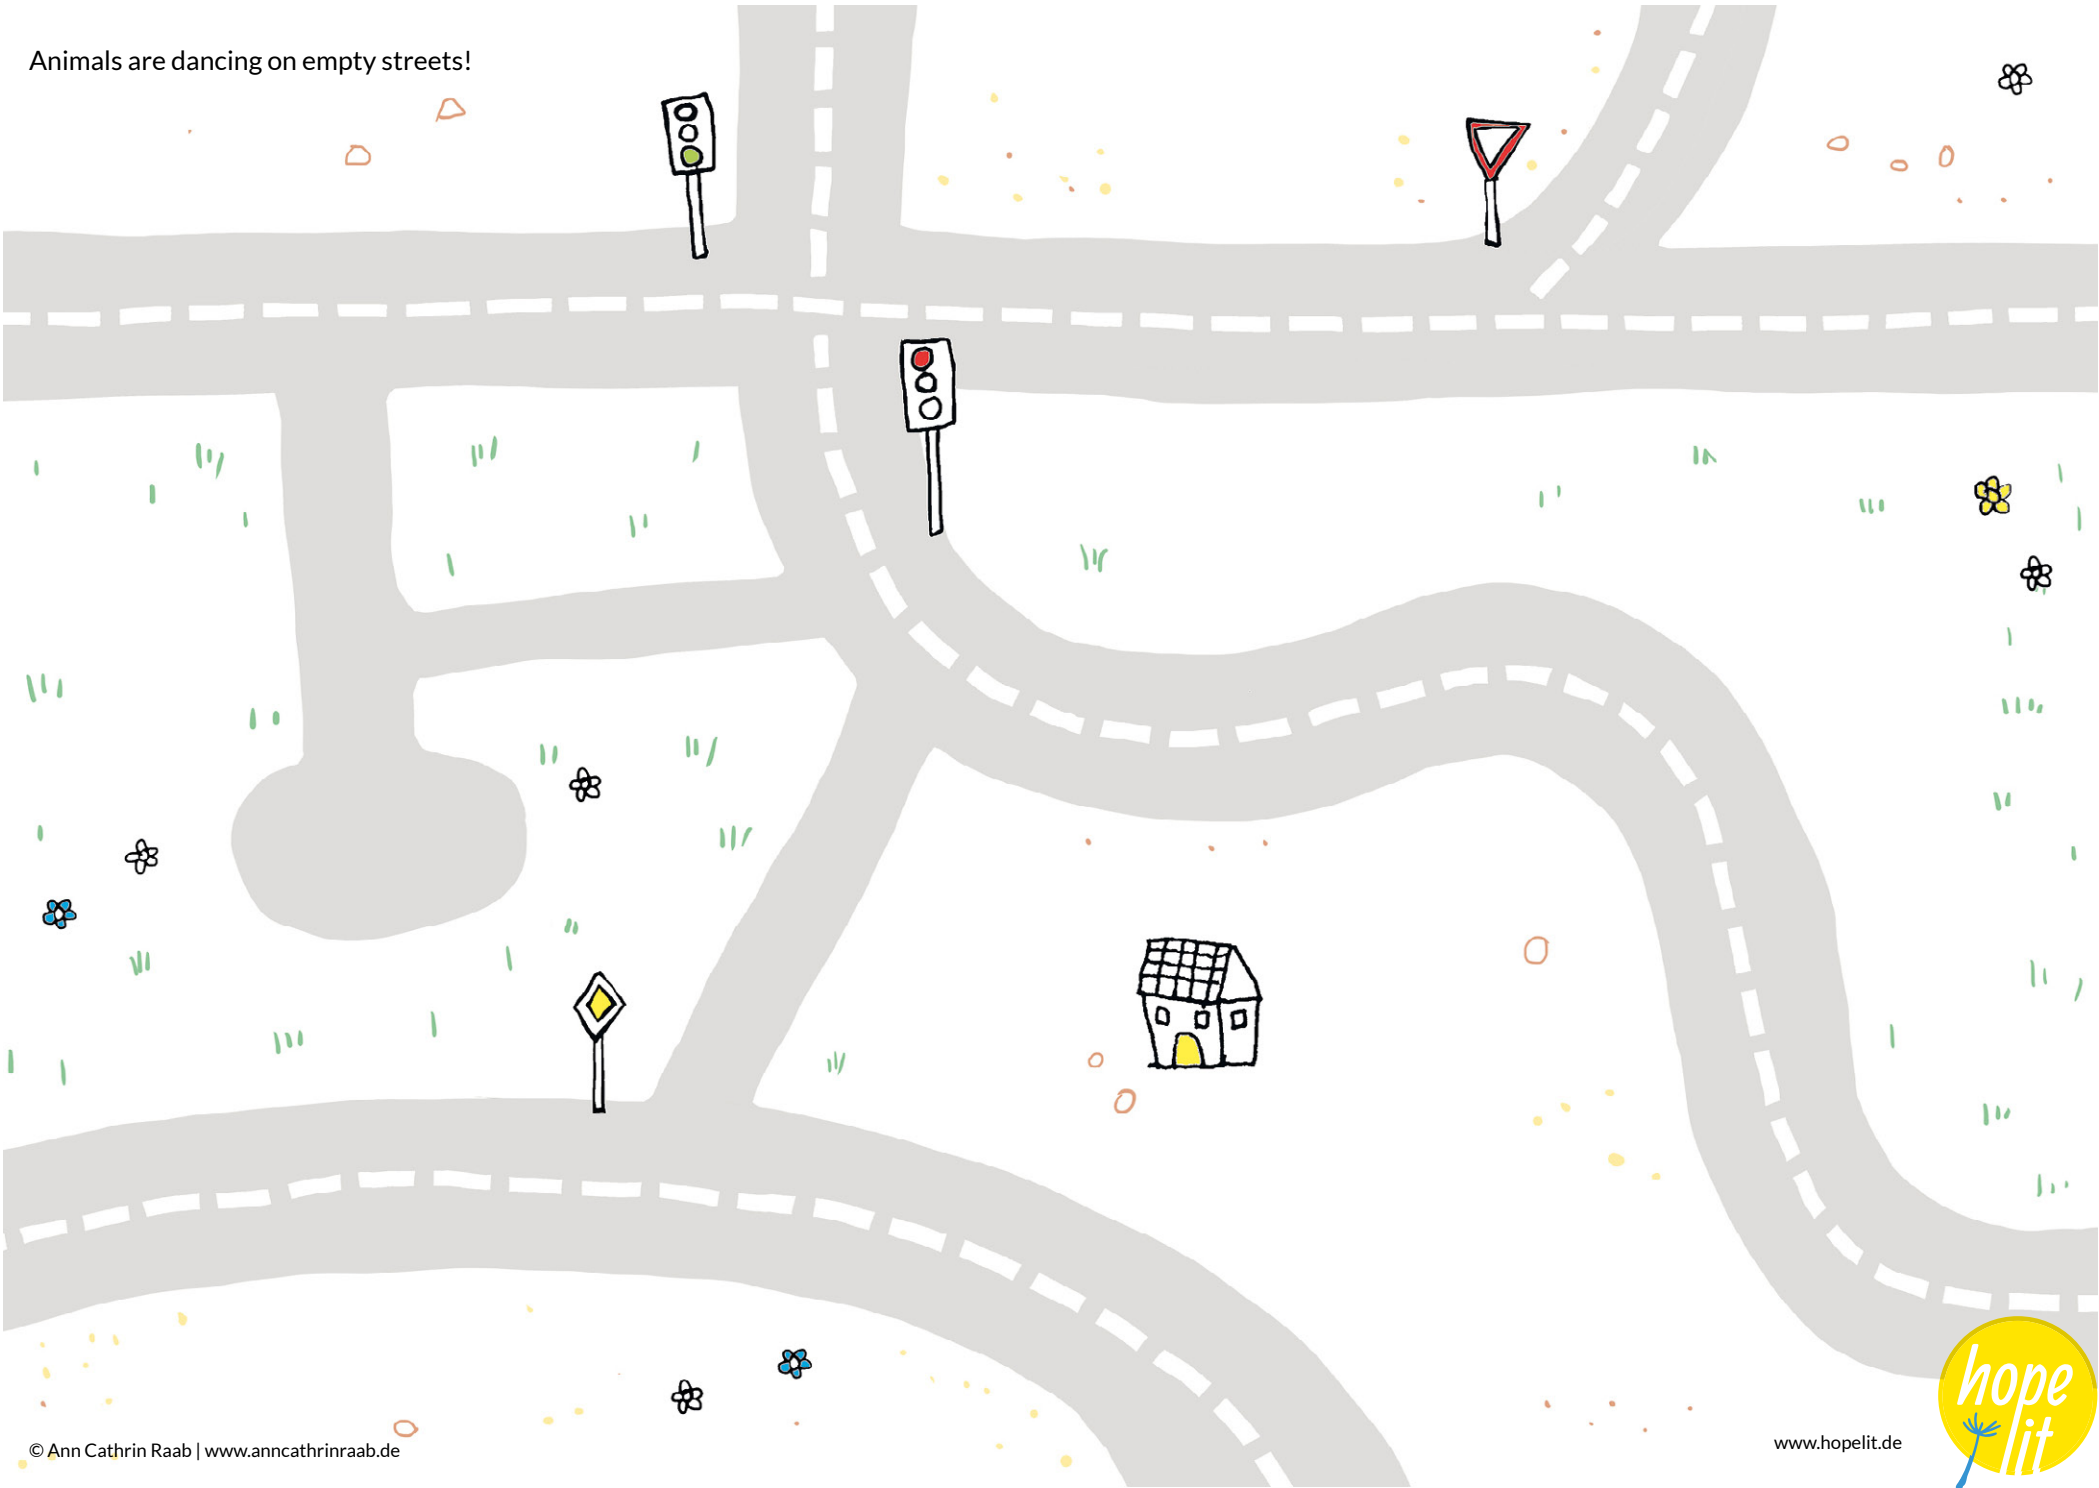 Animals are dancing on empty streets!
© Ann Cathrin Raab | www.anncathrinraab.de
www.hopelit.de
hope
lit